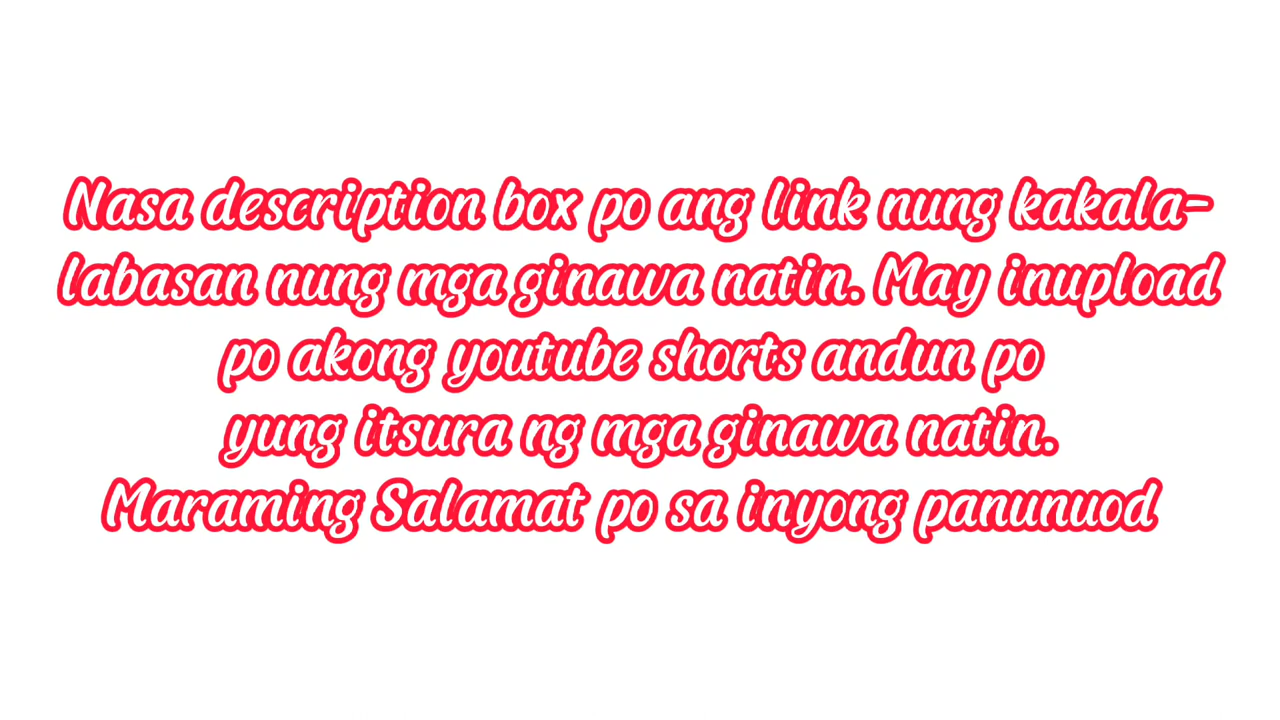 Nasa description box po ang link nung kakala-
labasan nung mga ginawa natin. May inupload
po akong youtube shorts andun po
yung itsura ng mga ginawa natin.
Maraming Salamat po sa inyong panunuod